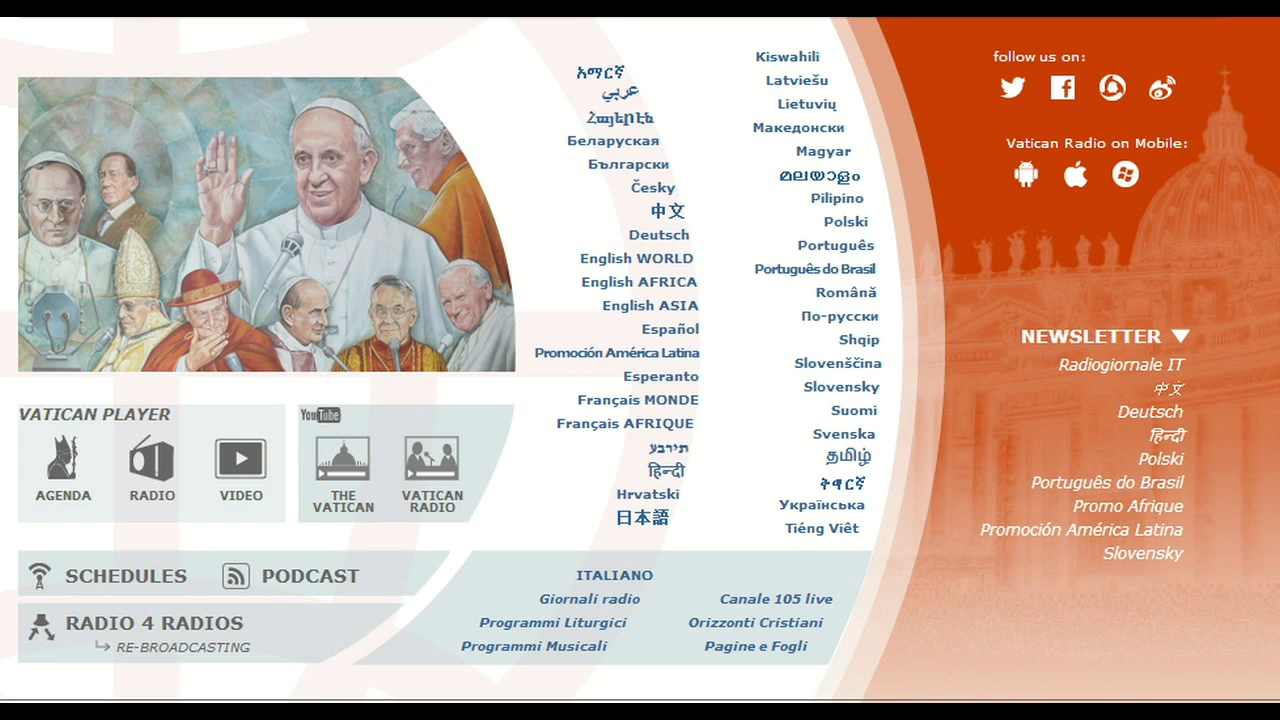 አማርኛ
عربي
Հայերէն
Беларуская
Български
Česky
中文
Deutsch
English WORLD
English AFRICA
English ASIA
Español
Promoción América Latina
Esperanto
Français MONDE
Français AFRIQUE
תירבע
हिन्दी
Hrvatski
日本語
Kiswahili
Latviešu
Lietuvių
Македонски
Magyar
മലയാളം
Pilipino
Polski
Português
Português do Brasil
Română
По-русски
Shqip
Slovenščina
Slovensky
Suomi
Svenska
தமிழ்
ትግርኛ
Українська
Tiéng Viêt
follow us on:
Vatican Radio on Mobile:
NEWSLETTER
Radiogiornale IT
中文
Deutsch
हिन्दी
Polski
Português do Brasil
Promo Afrique
Promoción América Latina
Slovensky
VATICAN PLAYER
AGENDA
RADIO
VIDEO
YouTube
THE
VATICAN
VATICAN
RADIO
SCHEDULES
PODCAST
RADIO 4 RADIOS
RE-BROADCASTING
ITALIANO
Giornali radio
Canale 105 live
Programmi Liturgici
Orizzonti Cristiani
Programmi Musicali
Pagine e Fogli